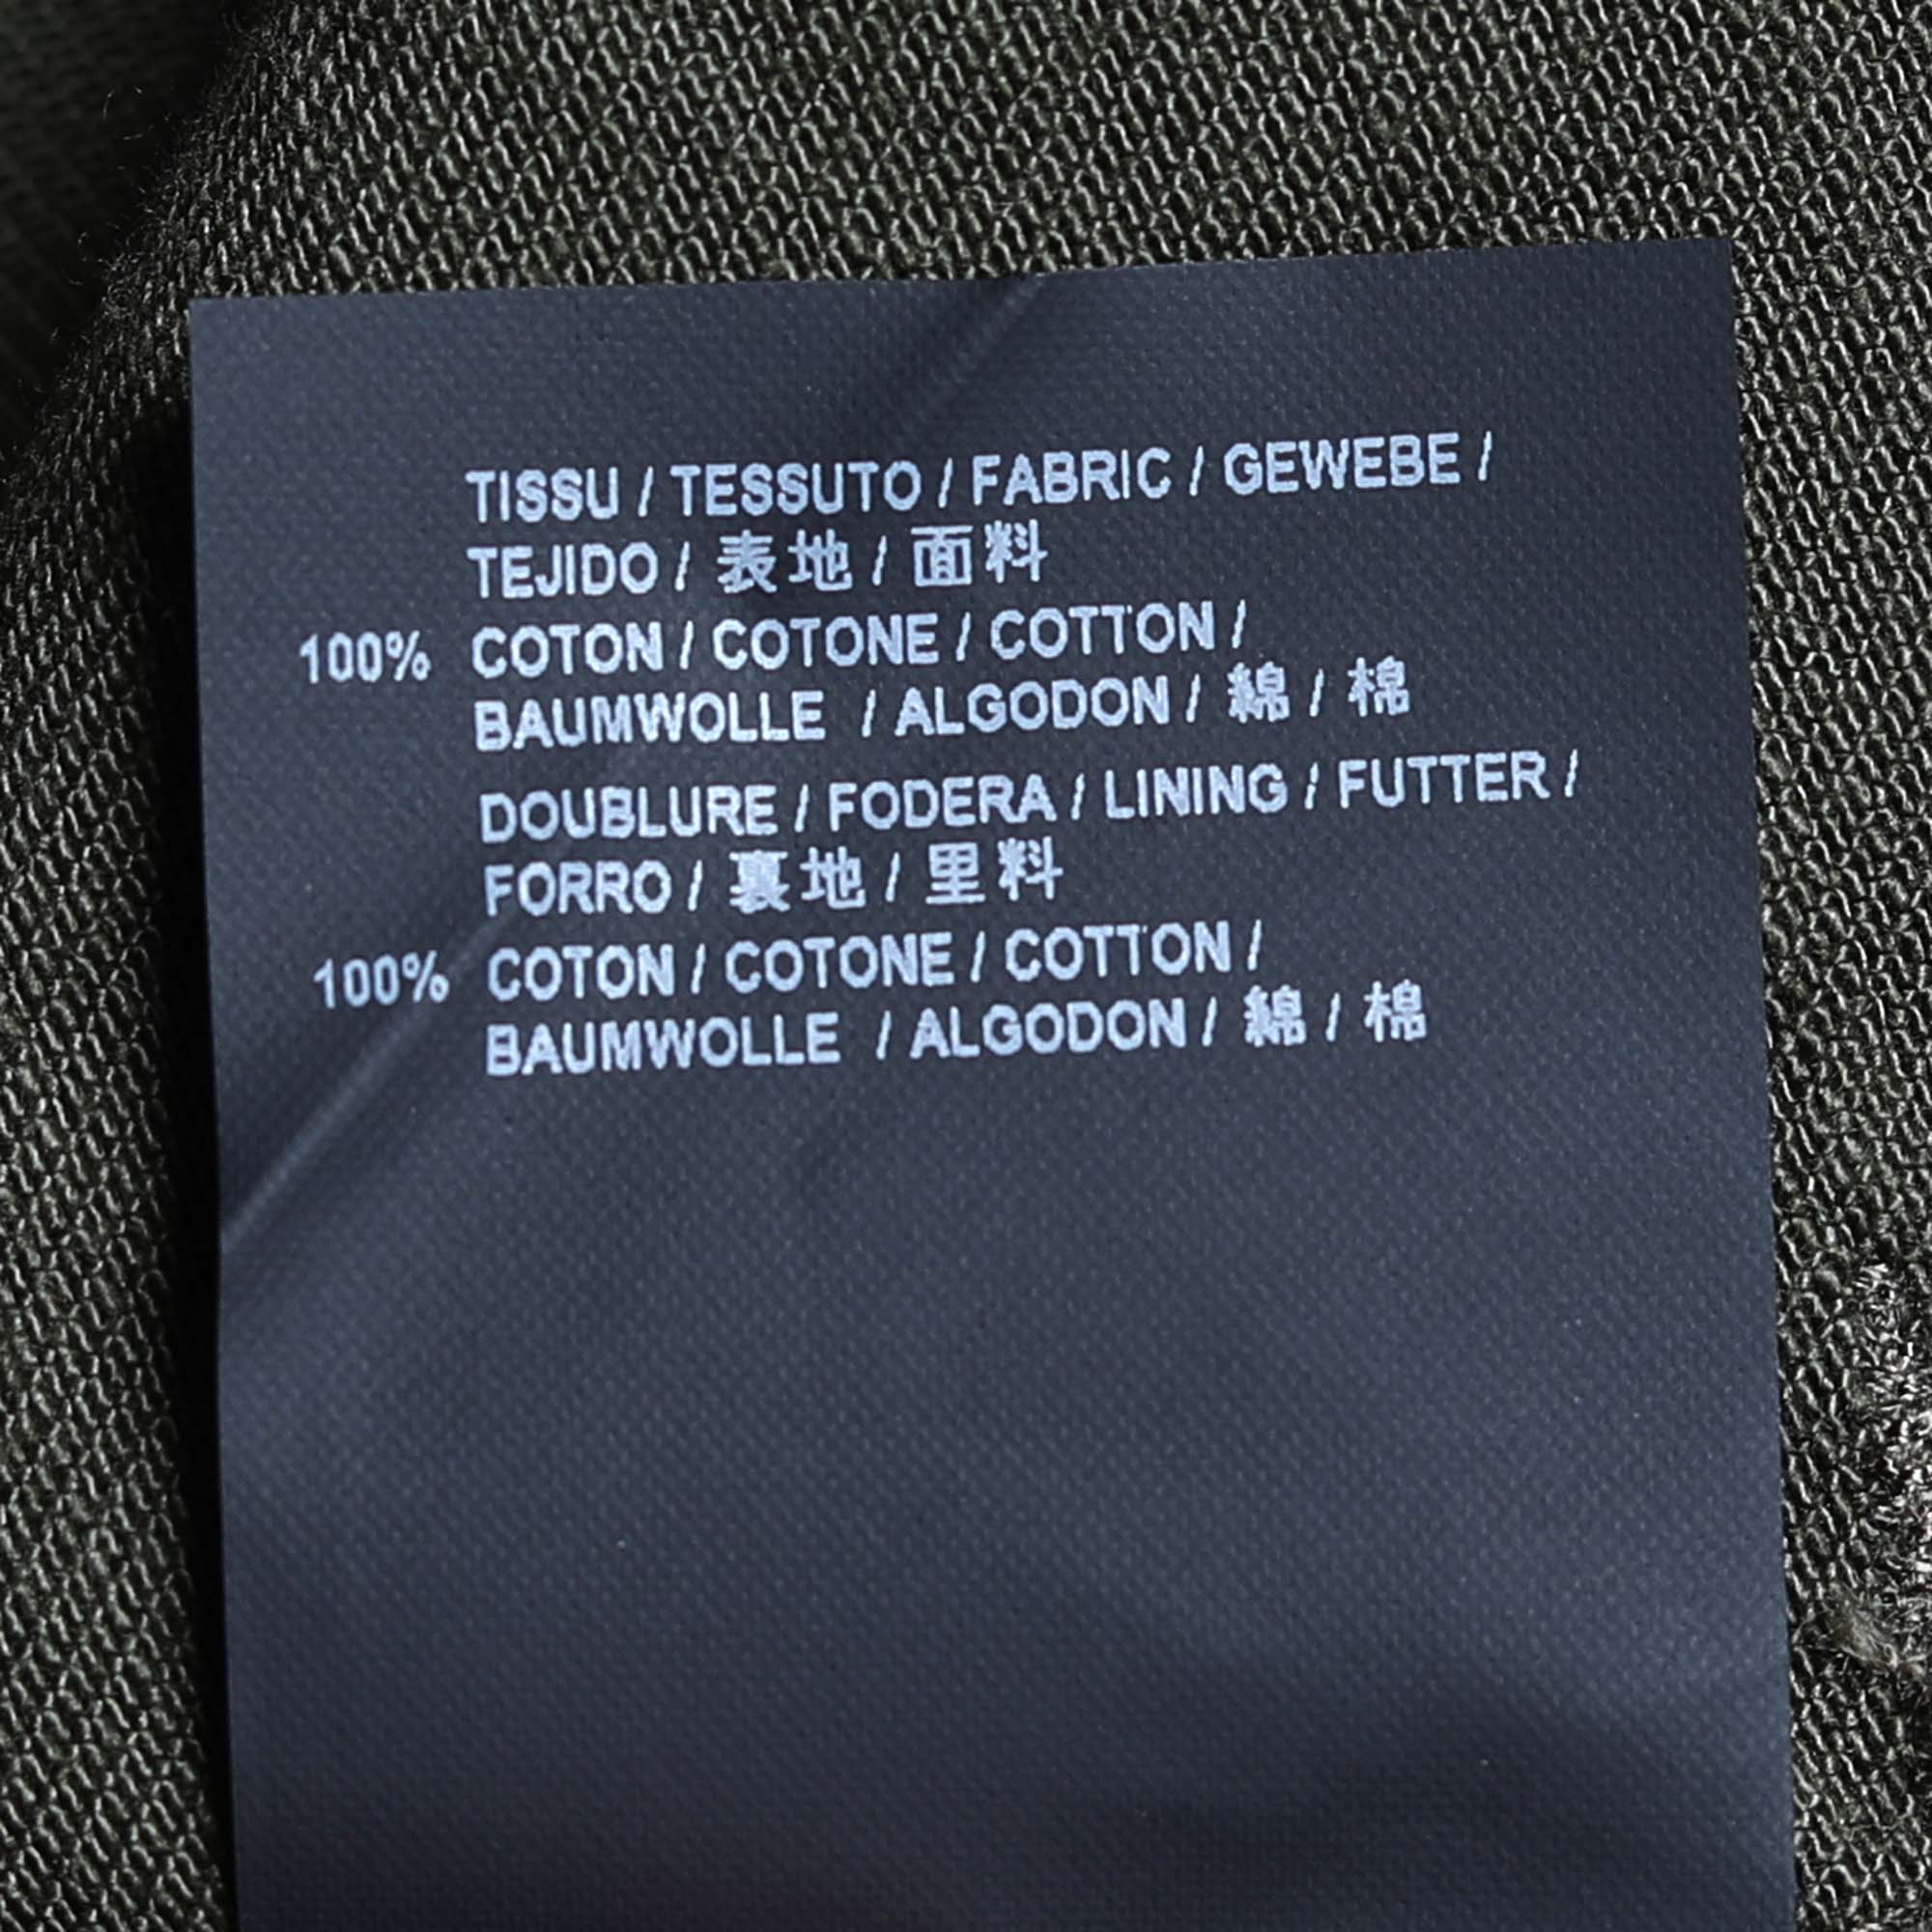 TISSU / TESSUTO / FABRIC / GEWEBE /
TEJIDO / 表地 / 面料
100% COTON / COTONE / COTTON /
BAUMWOLLE / ALGODON / 綿 / 棉
DOUBLURE / FODERA / LINING / FUTTER /
FORRO / 裏地 / 里料
100% COTON / COTONE / COTTON /
BAUMWOLLE / ALGODON / 綿 / 棉